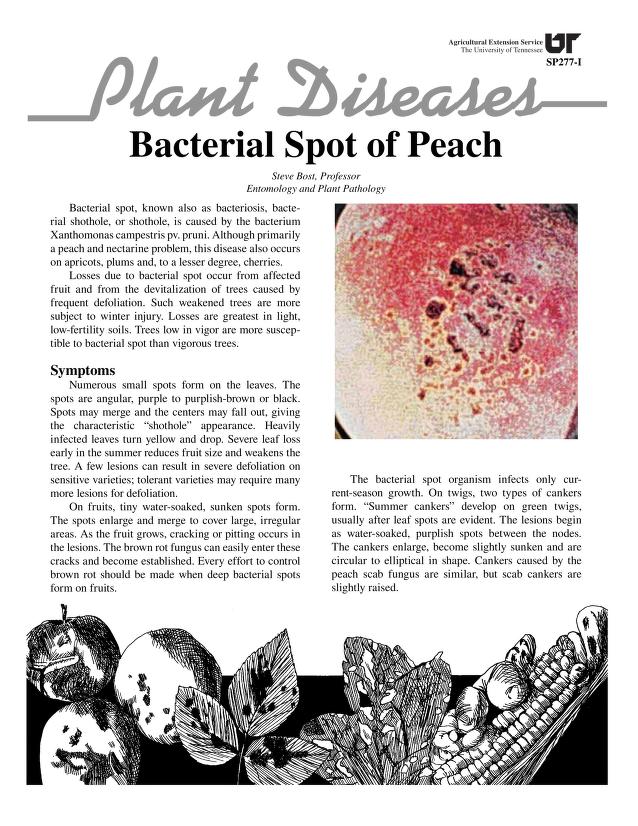 Agricultural Extension Service
The University of Tennessee
UT
SP277-I
Plant Diseases
Bacterial Spot of Peach
Steve Bost, Professor
Entomology and Plant Pathology
Bacterial spot, known also as bacteriosis, bacte-
rial shothole, or shothole, is caused by the bacterium
Xanthomonas campestris pv. pruni. Although primarily
a peach and nectarine problem, this disease also occurs
on apricots, plums and, to a lesser degree, cherries.
Losses due to bacterial spot occur from affected
fruit and from the devitalization of trees caused by
frequent defoliation. Such weakened trees are more
subject to winter injury. Losses are greatest in light,
low-fertility soils. Trees low in vigor are more suscep-
tible to bacterial spot than vigorous trees.
Symptoms
Numerous small spots form on the leaves. The
spots are angular, purple to purplish-brown or black.
Spots may merge and the centers may fall out, giving
the characteristic “shothole” appearance. Heavily
infected leaves turn yellow and drop. Severe leaf loss
early in the summer reduces fruit size and weakens the
tree. A few lesions can result in severe defoliation on
sensitive varieties; tolerant varieties may require many
more lesions for defoliation.
On fruits, tiny water-soaked, sunken spots form.
The spots enlarge and merge to cover large, irregular
areas. As the fruit grows, cracking or pitting occurs in
the lesions. The brown rot fungus can easily enter these
cracks and become established. Every effort to control
brown rot should be made when deep bacterial spots
form on fruits.
The bacterial spot organism infects only cur-
rent-season growth. On twigs, two types of cankers
form. “Summer cankers” develop on green twigs,
usually after leaf spots are evident. The lesions begin
as water-soaked, purplish spots between the nodes.
The cankers enlarge, become slightly sunken and are
circular to elliptical in shape. Cankers caused by the
peach scab fungus are similar, but scab cankers are
slightly raised.